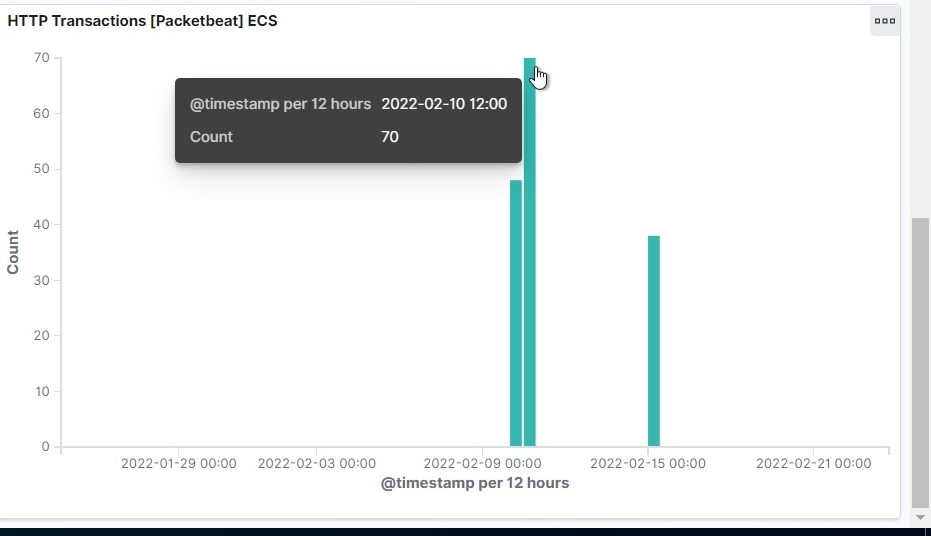 HTTP Transactions [Packetbeat] ECS
70
60
50
40
30
20
10
0
Count
@timestamp per 12 hours 2022-02-10 12:00
Count 70
2022-01-29 00:00 2022-02-03 00:00 2022-02-09 00:00 2022-02-15 00:00 2022-02-21 00:00
@timestamp per 12 hours